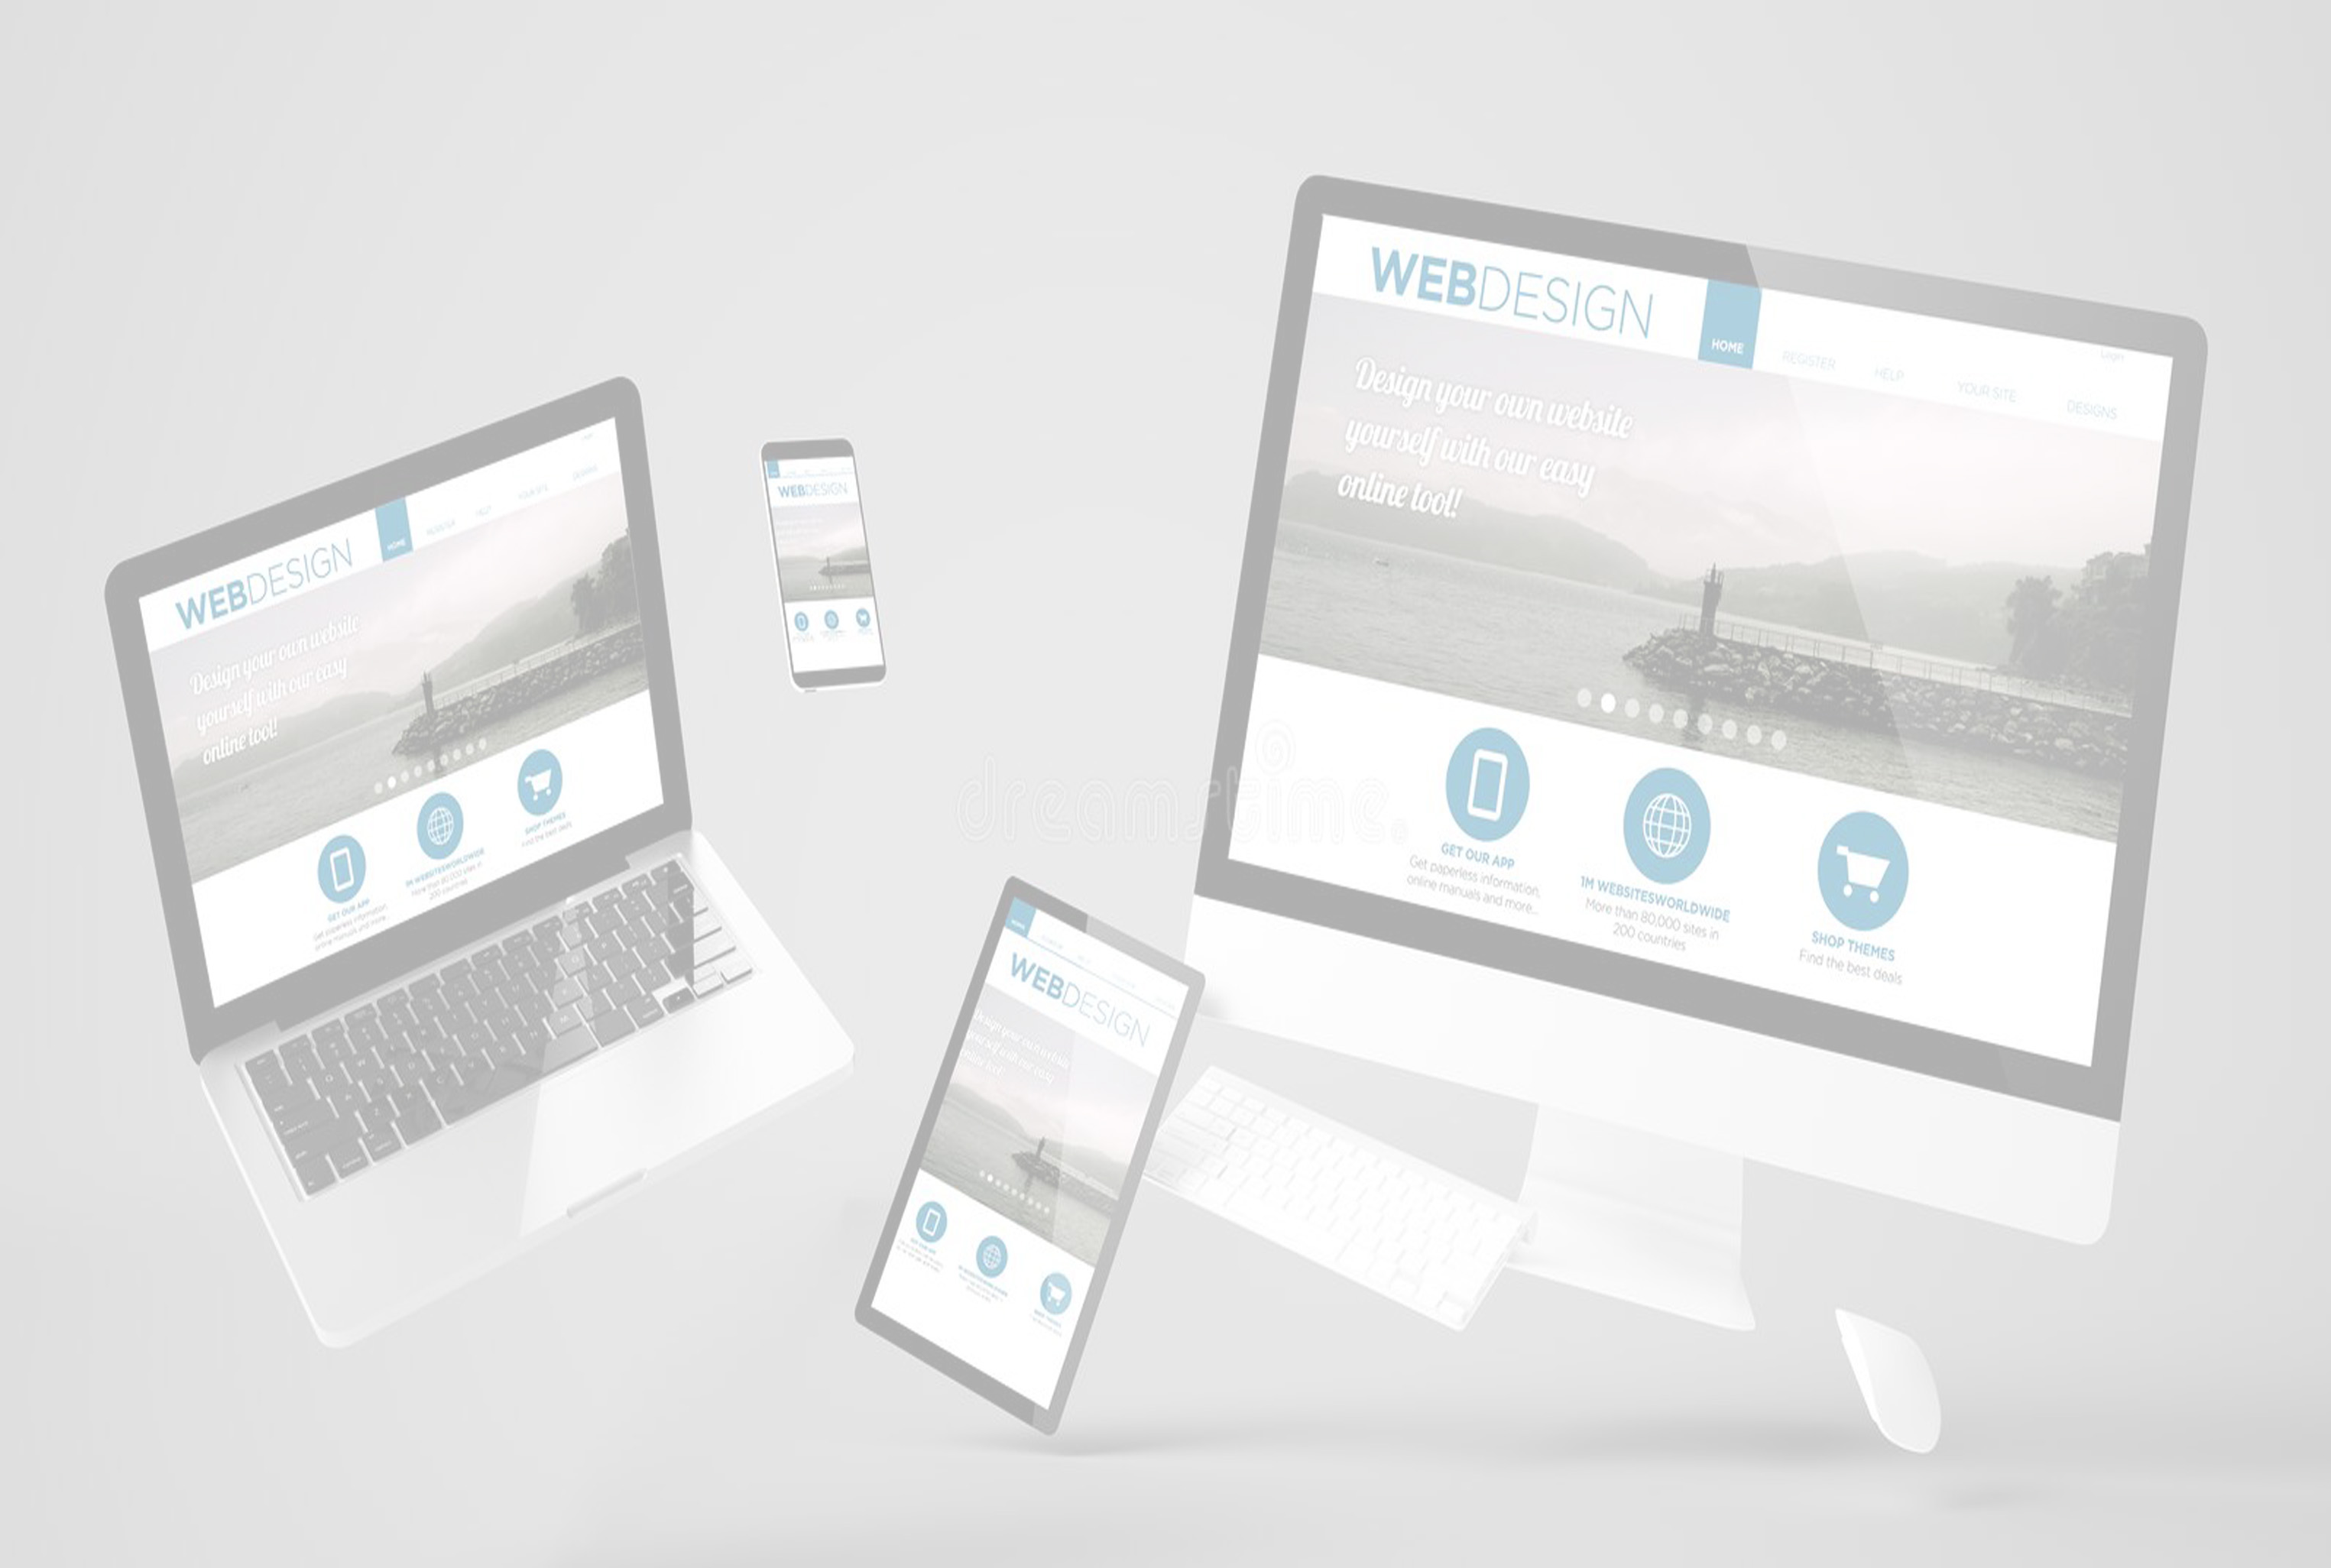 WEBDESIGN
HOME
YOUR SITE
Design your own website
yourself with our easy
online tool!
GET OUR APP
Get paperless information,
online manuals and more...
1M WEBSITESWORLDWIDE
More than 80,000 sites in
200 countries
SHOP THEMES
Find the best deals
WEBDESIGN
dreamstime.
WEBDESIGN
HOME
REGISTER
HELP
YOUR SITE
DESIGNS
Login
Design your own website
yourself with our easy
online tool!
GET OUR APP
Get paperless information,
online manuals and more...
1M WEBSITESWORLDWIDE
More than 80,000 sites in
200 countries
SHOP THEMES
Find the best deals
WEBDESIGN
Design your own website
yourself with our easy
online tool!